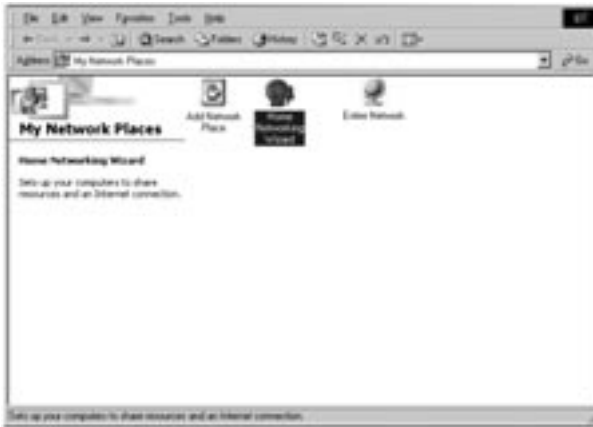 File Edit View Favorites Tools Help
Search Folders History
Address My Network Places Go
Add Network Place
Home Networking Wizard
Entire Network
My Network Places
Home Networking Wizard
Sets up your computers to share
resources and an Internet connection.
Sets up your computers to share resources and an Internet connection.